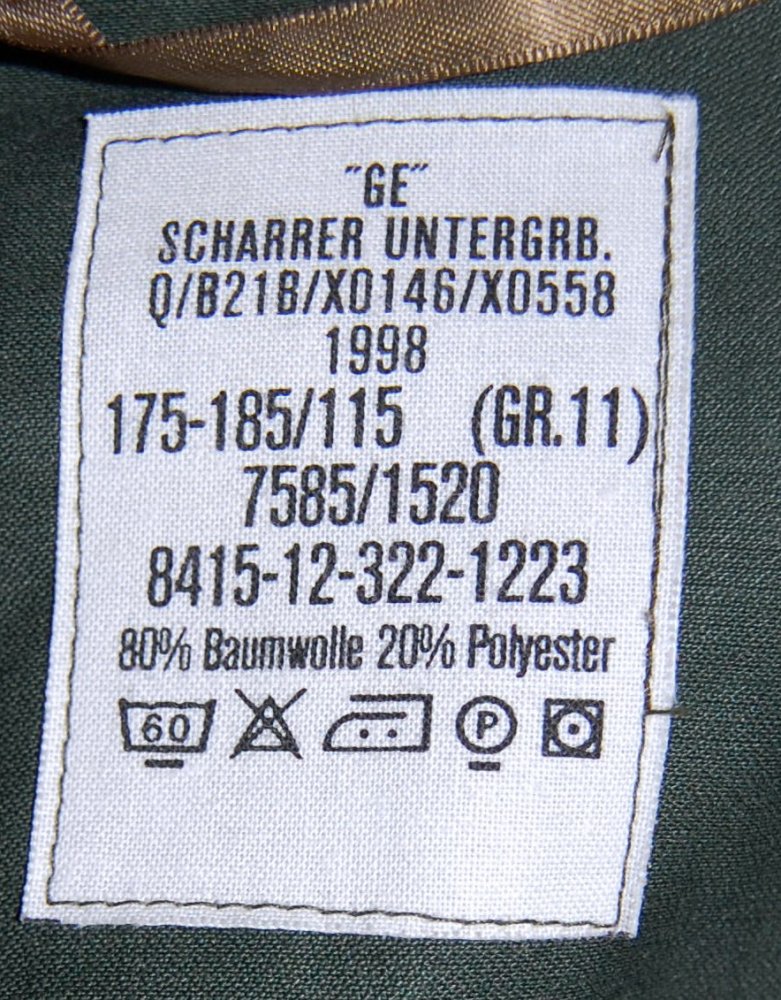 "GE"
SCHARRER UNTERGRB.
Q/B21B/X0146/X0558
1998
175-185/115 (GR.11)
7585/1520
8415-12-322-1223
80% Baumwolle 20% Polyester
60 P